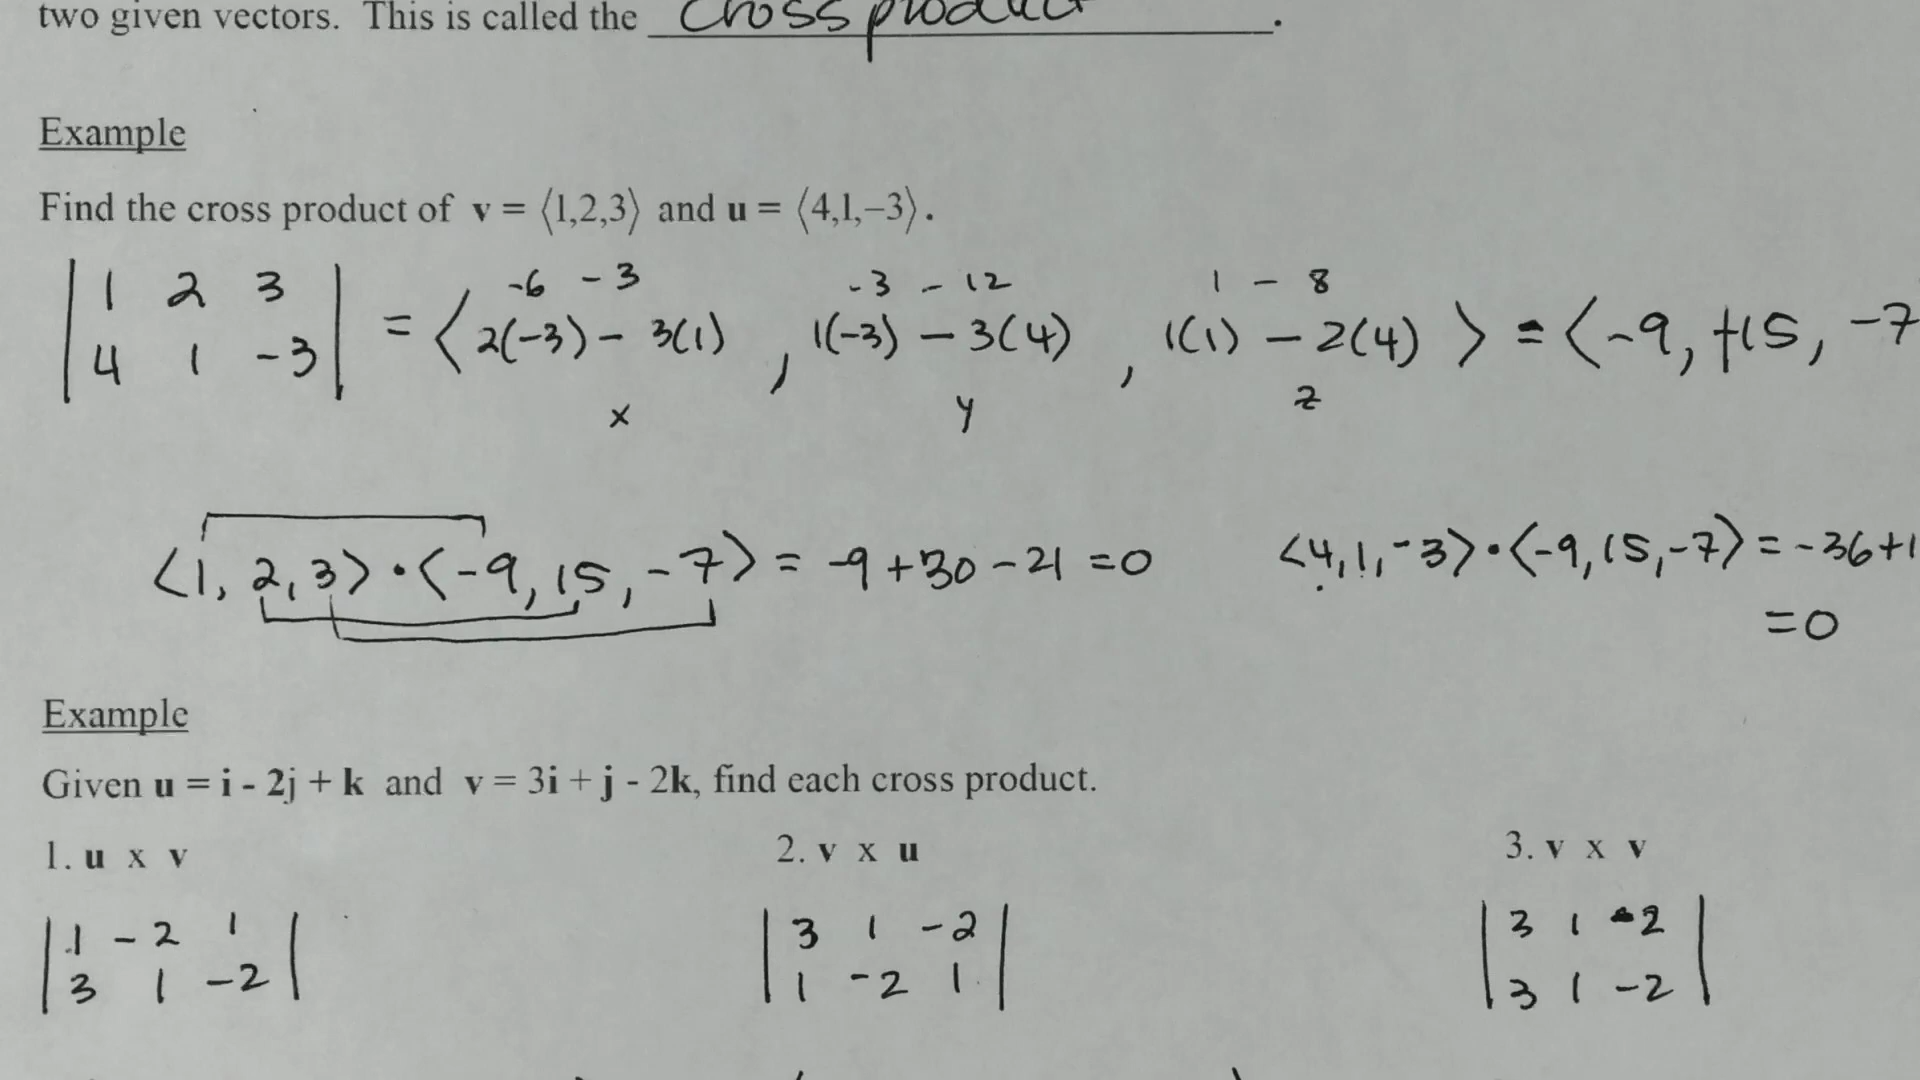 two given vectors. This is called the cross product.
Example
Find the cross product of v = ⟨1,2,3⟩ and u = ⟨4,1,−3⟩.
-6 - 3 -3 - 12 1 - 8
| 1 2 3 | = ⟨ 2(-3) - 3(1) , 1(-3) - 3(4) , 1(1) - 2(4) ⟩ = ⟨ -9, +15, -7
| 4 1 -3 |
x y z
⟨1, 2, 3⟩ · ⟨-9, 15, -7⟩ = -9 + 30 - 21 = 0 ⟨4, 1, -3⟩ · ⟨-9, 15, -7⟩ = -36 + 1
= 0
Example
Given u = i - 2j + k and v = 3i + j - 2k, find each cross product.
1. u x v 2. v x u 3. v x v
| 1 -2 1 | | 3 1 -2 | | 3 1 -2 |
| 3 1 -2 | | 1 -2 1 | | 3 1 -2 |